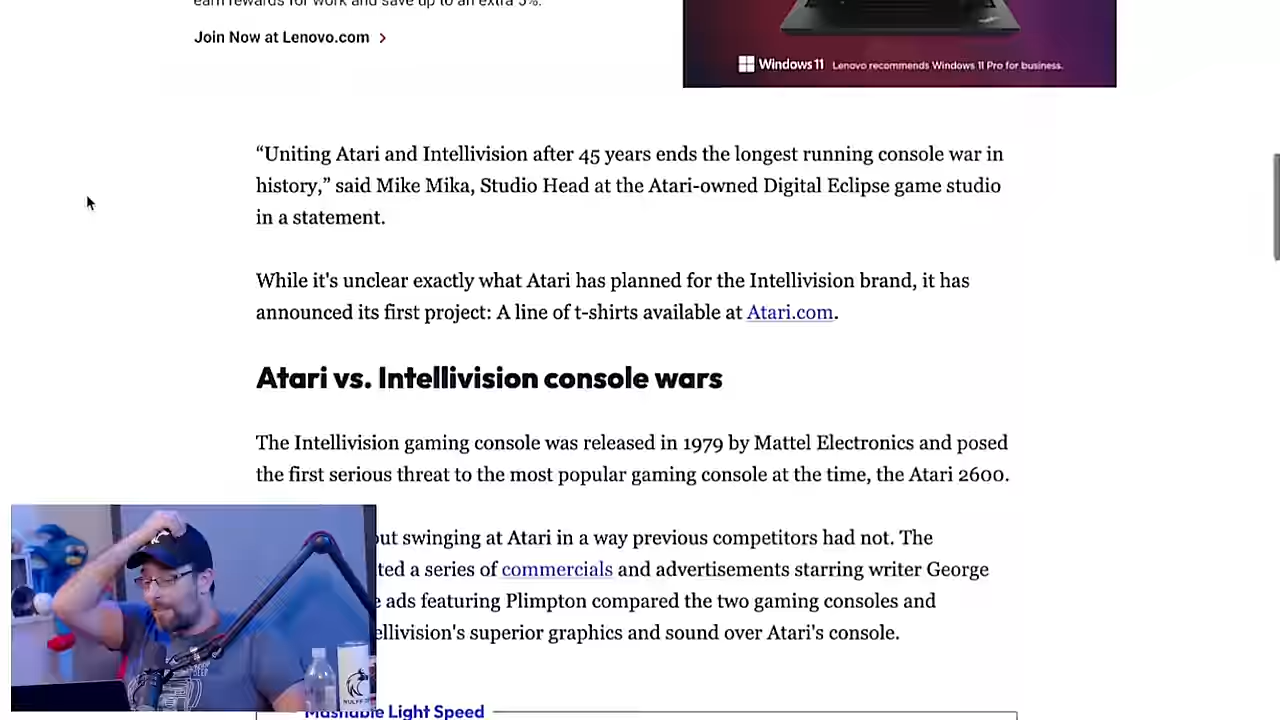 earn rewards for work and save up to an extra 5%.
Join Now at Lenovo.com >
Windows 11 Lenovo recommends Windows 11 Pro for business.
“Uniting Atari and Intellivision after 45 years ends the longest running console war in
history,” said Mike Mika, Studio Head at the Atari-owned Digital Eclipse game studio
in a statement.
While it's unclear exactly what Atari has planned for the Intellivision brand, it has
announced its first project: A line of t-shirts available at Atari.com.
Atari vs. Intellivision console wars
The Intellivision gaming console was released in 1979 by Mattel Electronics and posed
the first serious threat to the most popular gaming console at the time, the Atari 2600.
out swinging at Atari in a way previous competitors had not. The
ted a series of commercials and advertisements starring writer George
e ads featuring Plimpton compared the two gaming consoles and
ellivision's superior graphics and sound over Atari's console.
Mashable Light Speed